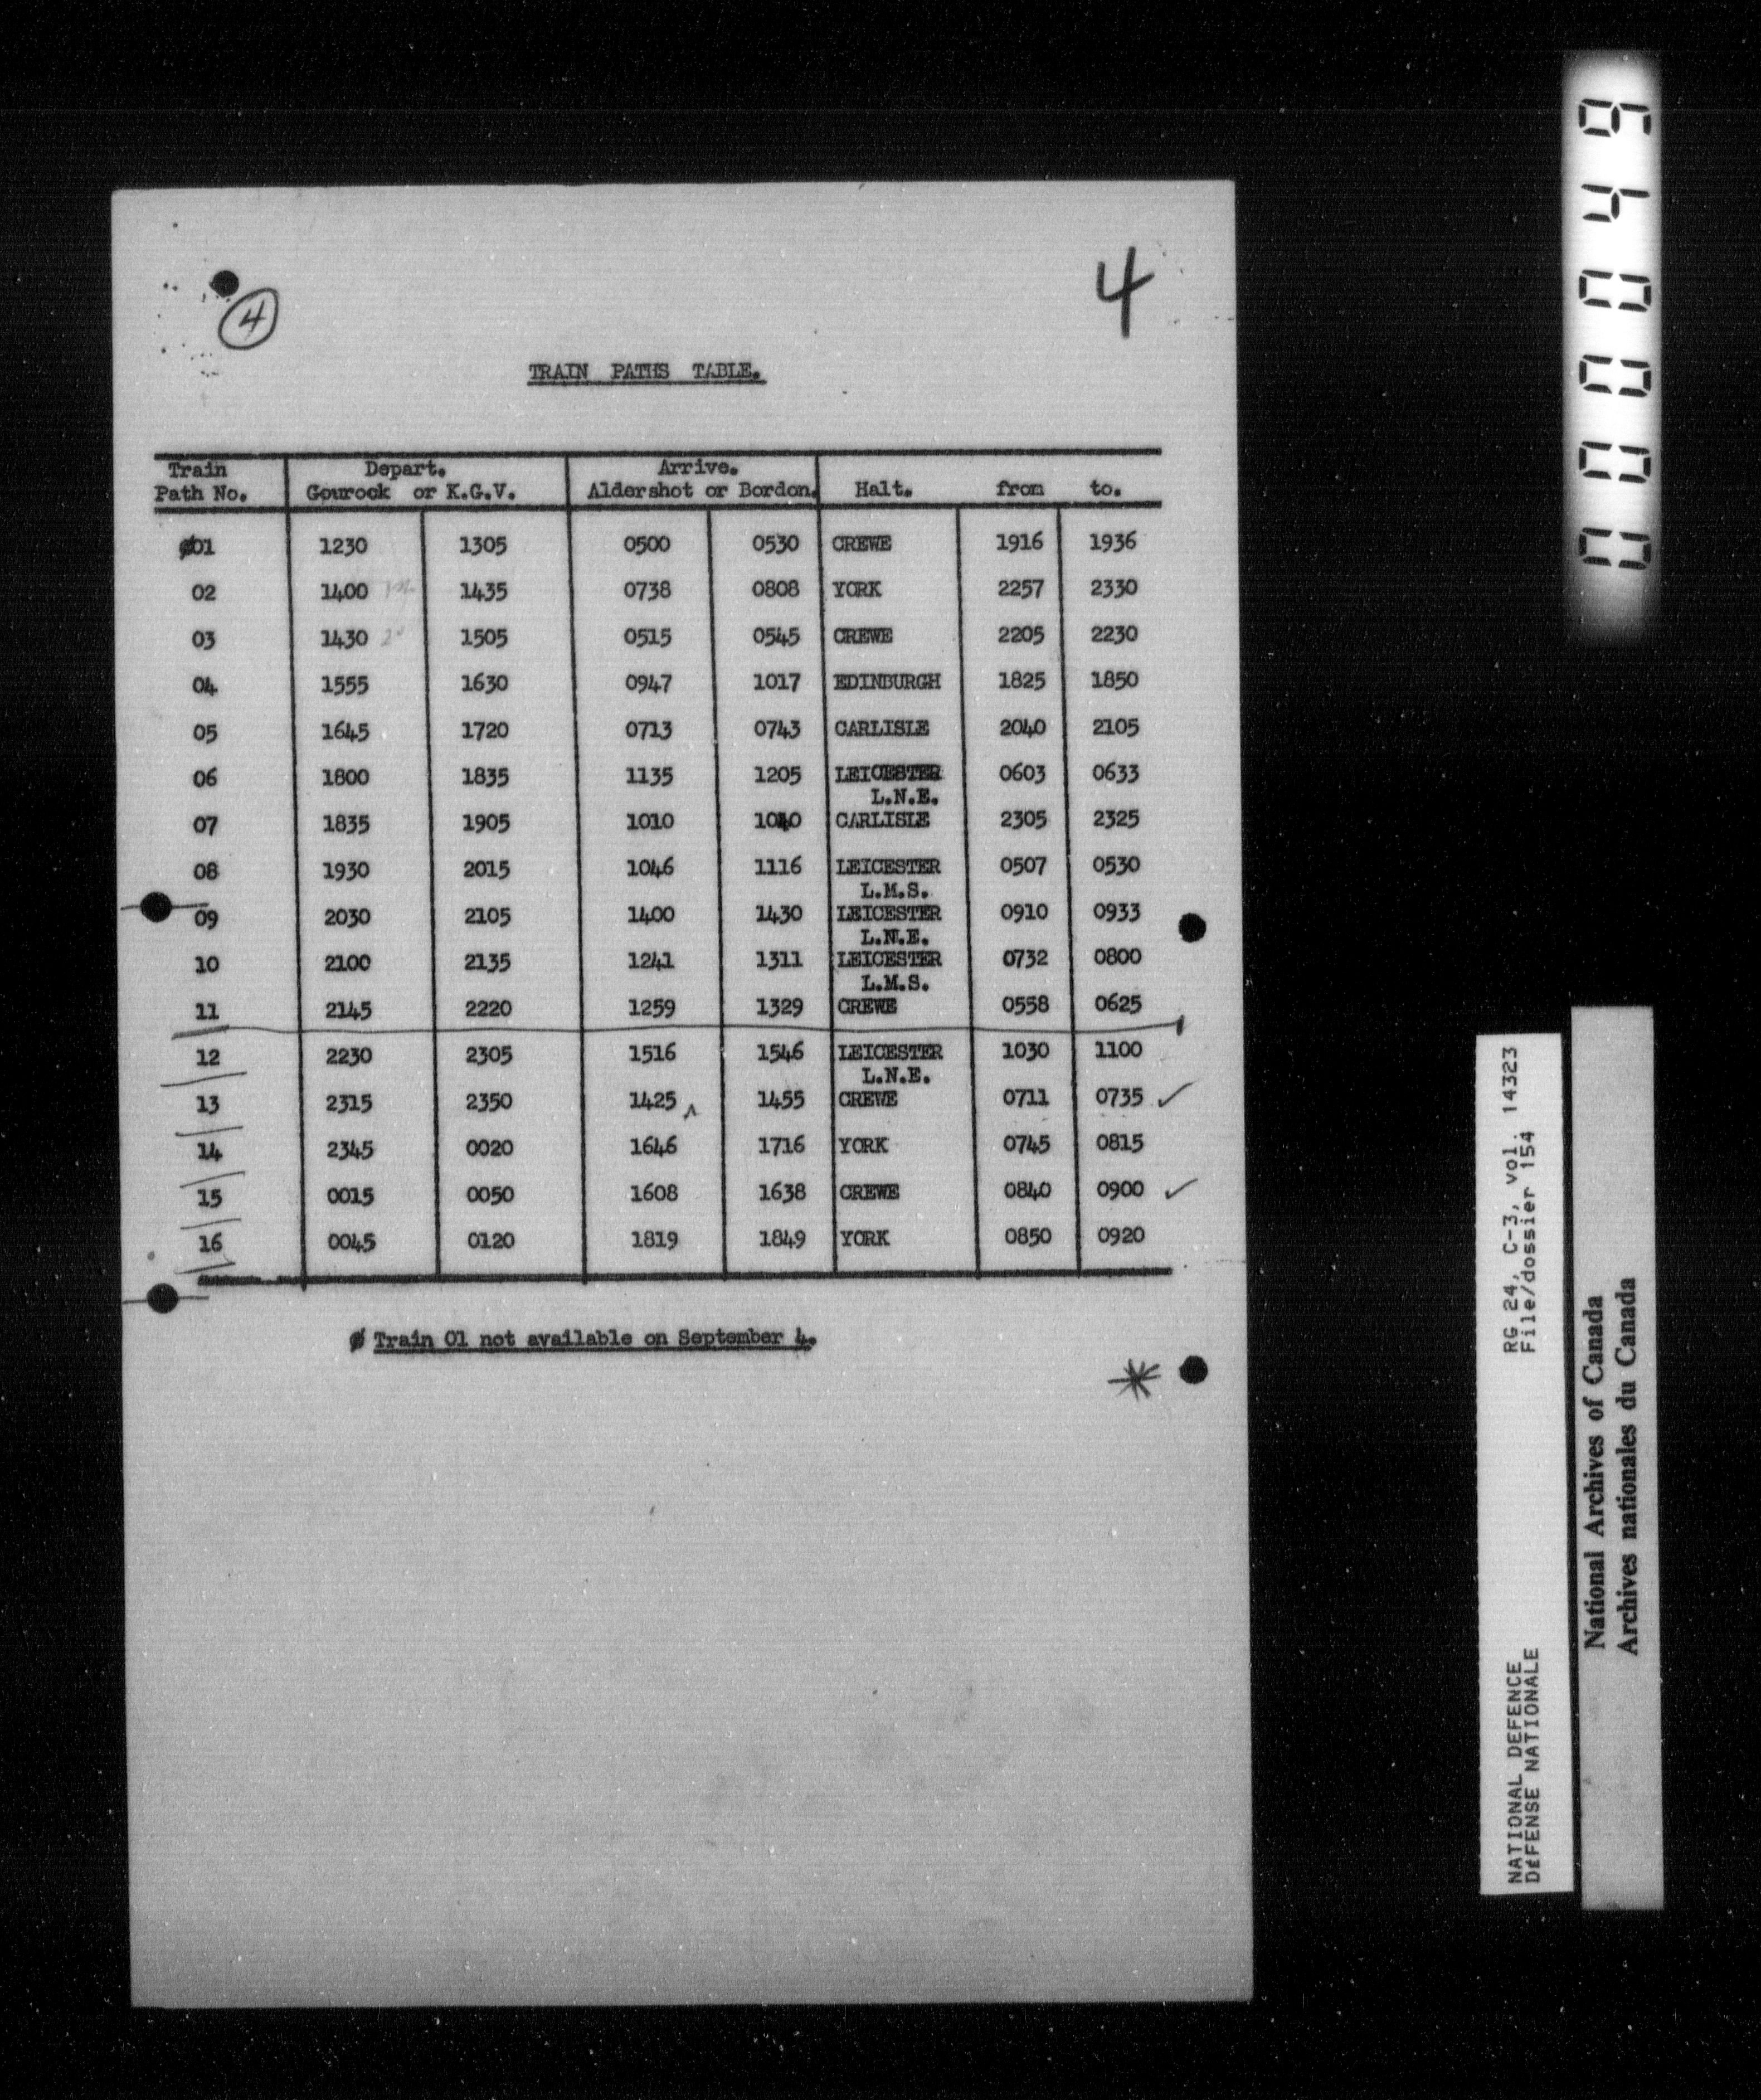 4
4
TRAIN PATHS TABLE.
Train Depart. Arrive.
Path No. Gourock or K.G.V. Aldershot or Bordon. Halt. from to.
ø01 1230 1305 0500 0530 CREWE 1916 1936
02 1400 1435 0738 0808 YORK 2257 2330
03 1430 1505 0515 0545 CREWE 2205 2230
04 1555 1630 0947 1017 EDINBURGH 1825 1850
05 1645 1720 0713 0743 CARLISLE 2040 2105
06 1800 1835 1135 1205 LEICESTER 0603 0633
L.N.E.
07 1835 1905 1010 1040 CARLISLE 2305 2325
08 1930 2015 1046 1116 LEICESTER 0507 0530
L.M.S.
09 2030 2105 1400 1430 LEICESTER 0910 0933
L.N.E.
10 2100 2135 1241 1311 LEICESTER 0732 0800
L.M.S.
11 2145 2220 1259 1329 CREWE 0558 0625
12 2230 2305 1516 1546 LEICESTER 1030 1100
L.N.E.
13 2315 2350 1425 1455 CREWE 0711 0735 ✓
14 2345 0020 1646 1716 YORK 0745 0815
15 0015 0050 1608 1638 CREWE 0840 0900 ✓
16 0045 0120 1819 1849 YORK 0850 0920
ø Train 01 not available on September 4.
*
000049
NATIONAL DEFENCE RG 24, C-3, vol. 14323
DÉFENSE NATIONALE File/dossier 154
National Archives of Canada
Archives nationales du Canada